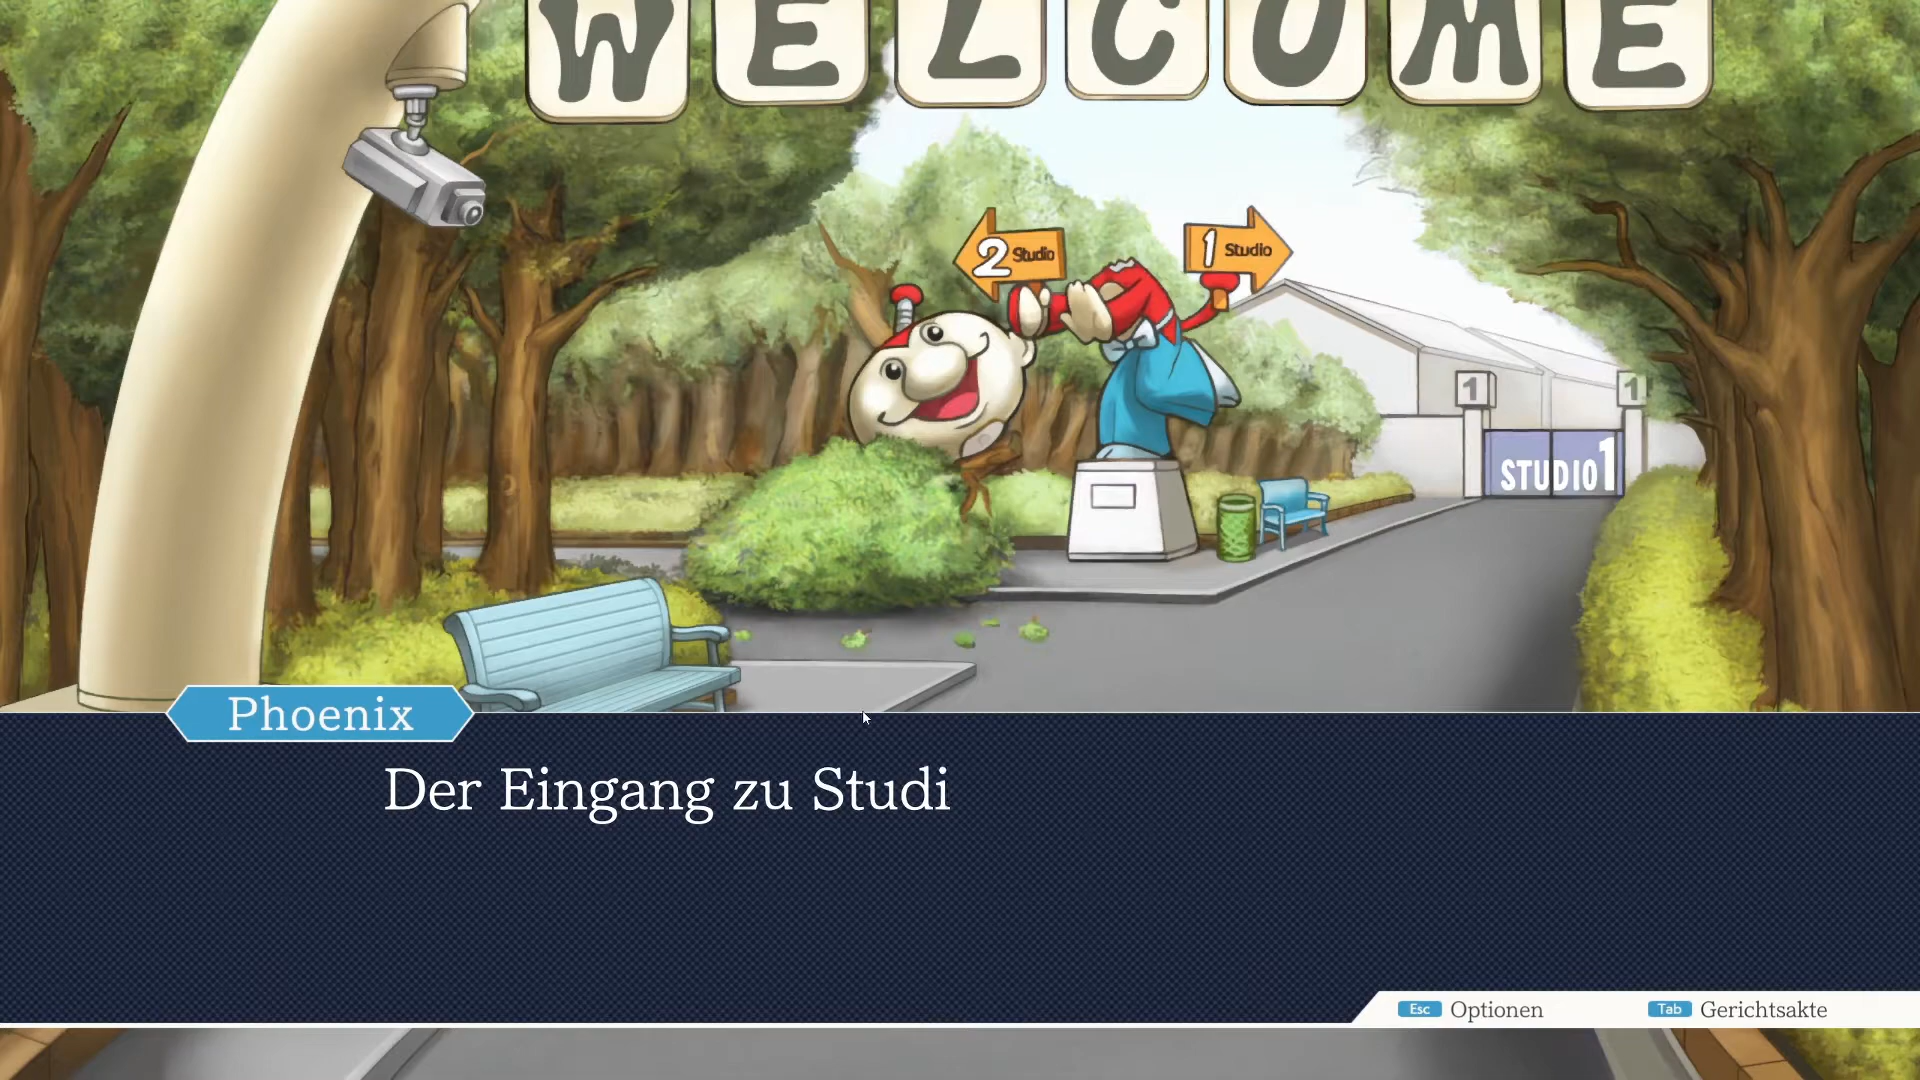 WELCOME
2 Studio
1 Studio
1
1
STUDIO1
Phoenix
Der Eingang zu Studi
Esc Optionen
Tab Gerichtsakte